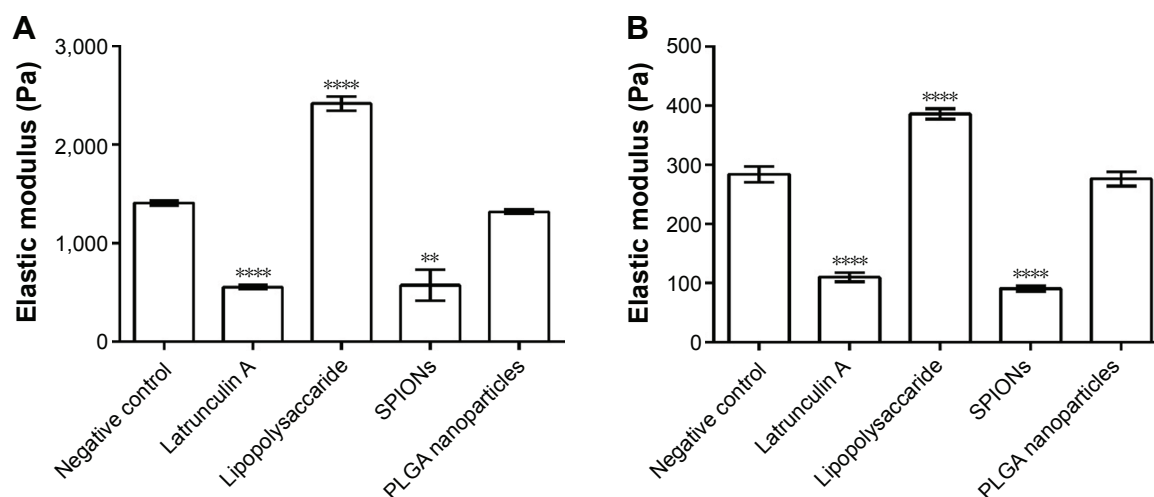 A
Elastic modulus (Pa)
3,000
2,000
1,000
0
****
****
**
Negative control
Latrunculin A
Lipopolysaccaride
SPIONs
PLGA nanoparticles
B
Elastic modulus (Pa)
500
400
300
200
100
0
****
****
****
Negative control
Latrunculin A
Lipopolysaccaride
SPIONs
PLGA nanoparticles